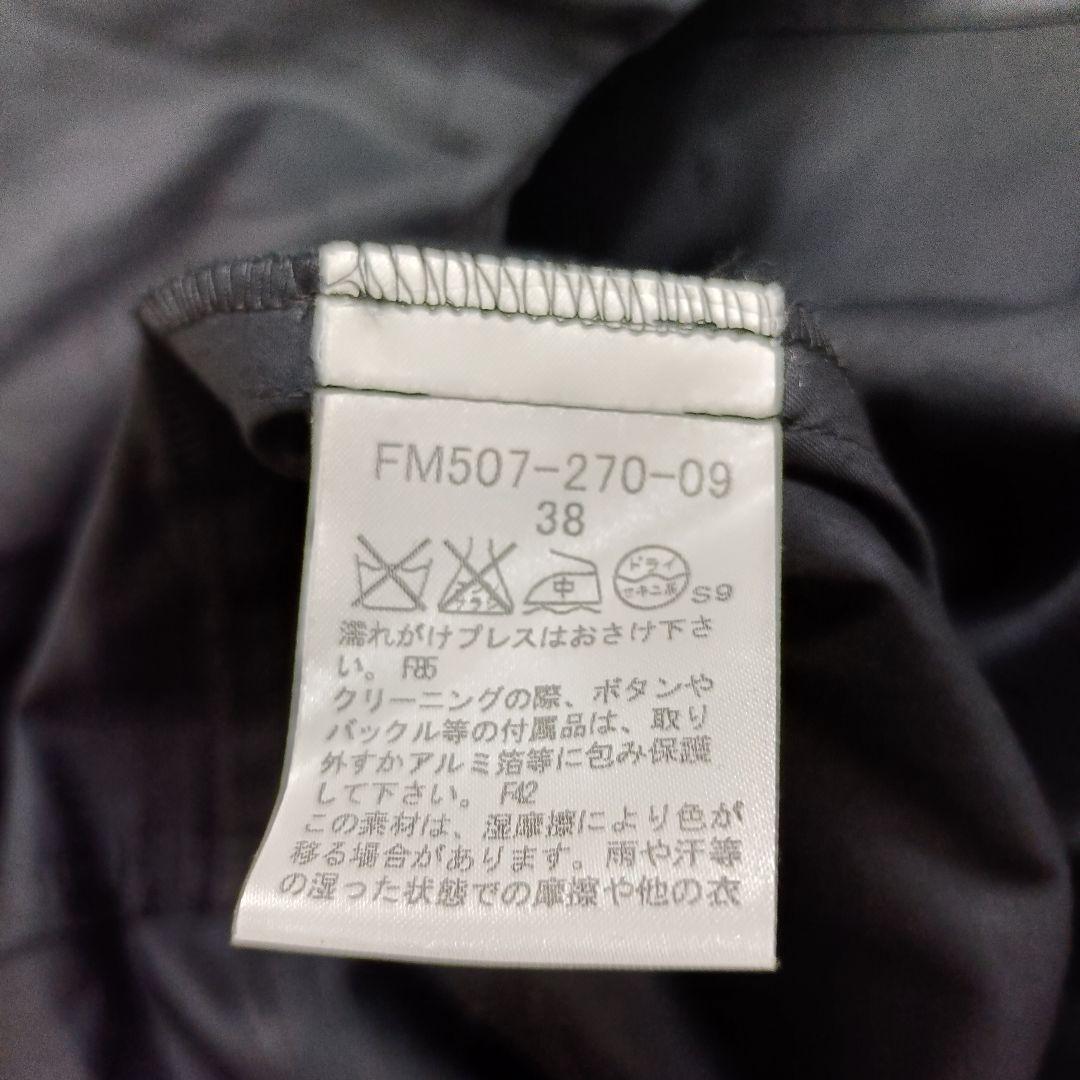 FM507-270-09
38
エンソ
中
ドライ
セキユ系
S9
濡れがけプレスはおさけ下さ
い。 F85
クリーニングの際、ボタンや
バックル等の付属品は、取り
外すかアルミ箔等に包み保護
して下さい。 F42
この素材は、湿摩擦により色が
移る場合があります。雨や汗等
の湿った状態での摩擦や他の衣